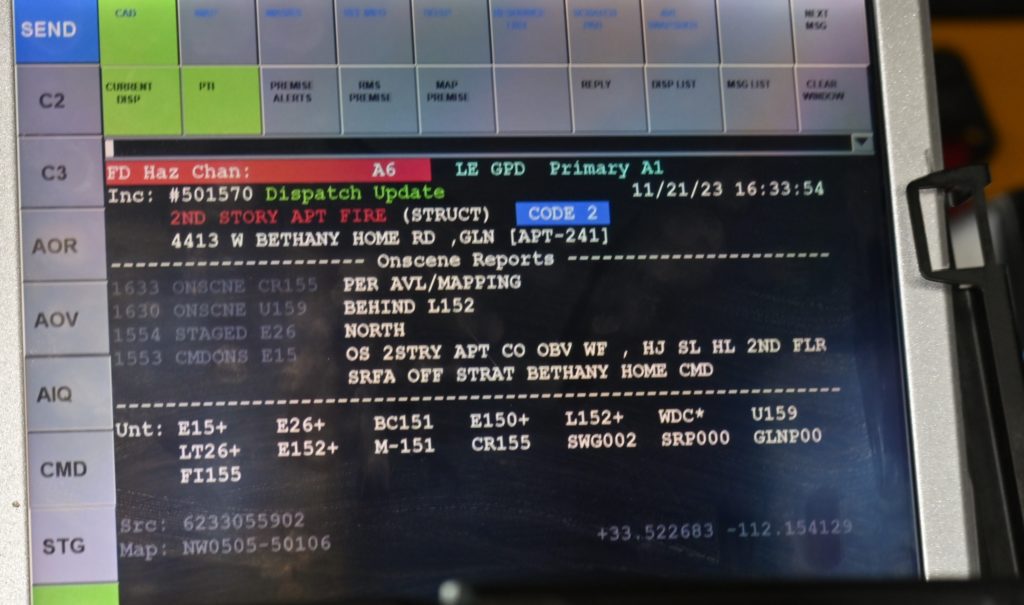 SEND
CAD
NEXT MSG
C2
CURRENT DISP
PTI
PREMISE ALERTS
RMS PREMISE
MAP PREMISE
REPLY
DISP LIST
MSG LIST
CLEAR WINDOW
C3
FD Haz Chan: A6 LE GPD Primary A1
Inc: #501570 Dispatch Update 11/21/23 16:33:54
2ND STORY APT FIRE (STRUCT) CODE 2
AOR
4413 W BETHANY HOME RD ,GLN [APT-241]
-------------------- Onscene Reports --------------------
1633 ONSCNE CR155 PER AVL/MAPPING
1630 ONSCNE U159 BEHIND L152
AOV
1554 STAGED E26 NORTH
1553 CMDONS E15 OS 2STRY APT CO OBV WF , HJ SL HL 2ND FLR
SRFA OFF STRAT BETHANY HOME CMD
AIQ
Unt: E15+ E26+ BC151 E150+ L152+ WDC* U159
LT26+ E152+ M-151 CR155 SWG002 SRP000 GLNP00
CMD
FI155
Src: 6233055902 +33.522683 -112.154129
STG
Map: NW0505-50106